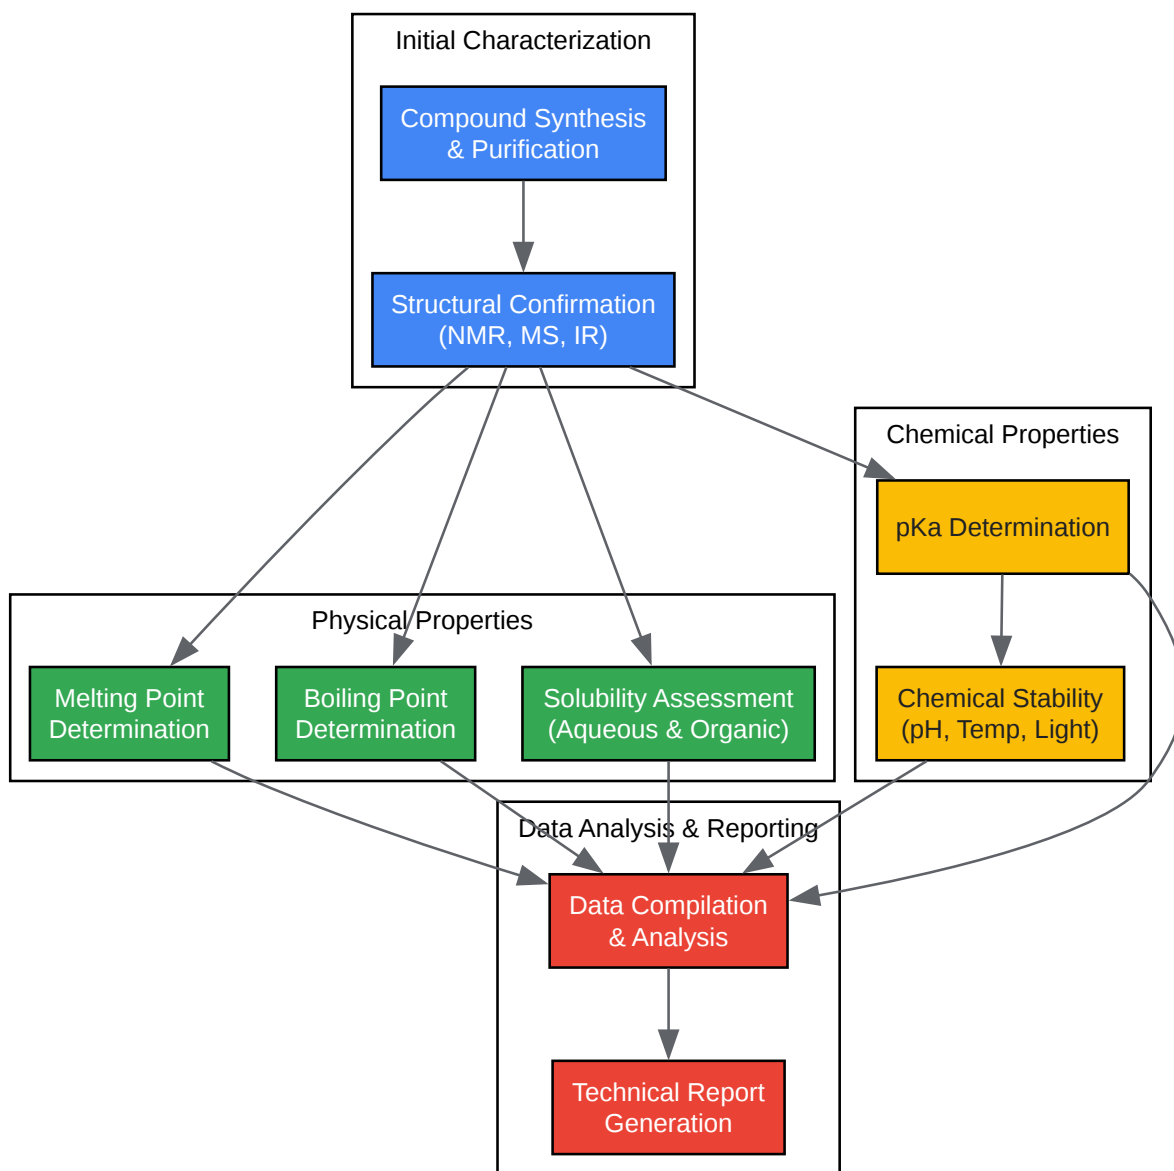 Initial Characterization
Compound Synthesis
& Purification
Structural Confirmation
(NMR, MS, IR)
Chemical Properties
pKa Determination
Physical Properties
Melting Point
Determination
Boiling Point
Determination
Solubility Assessment
(Aqueous & Organic)
Chemical Stability
(pH, Temp, Light)
Data Analysis & Reporting
Data Compilation
& Analysis
Technical Report
Generation